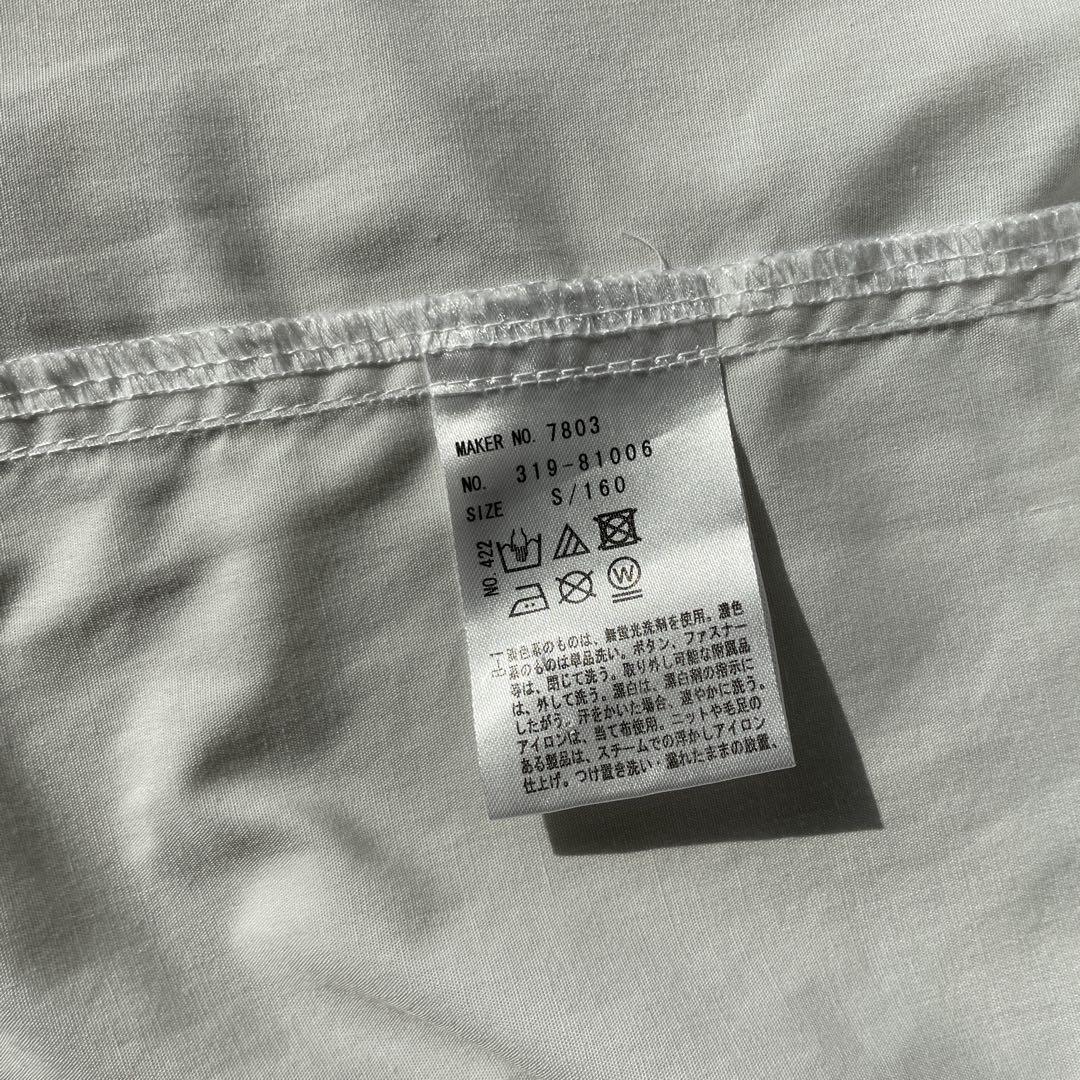 MAKER NO. 7803
NO. 319-81006
SIZE S/160
NO.422
W
淡色系のものは、無蛍光洗剤を使用。濃色
系のものは単品洗い。ボタン、ファスナー
等は、閉じて洗う。取り外し可能な附属品
は、外して洗う。漂白は、漂白剤の指示に
したがう。汗をかいた場合、速やかに洗う。
アイロンは、当て布使用。ニットや毛足の
ある製品は、スチームでの浮かしアイロン
仕上げ。つけ置き洗い・濡れたままの放置、